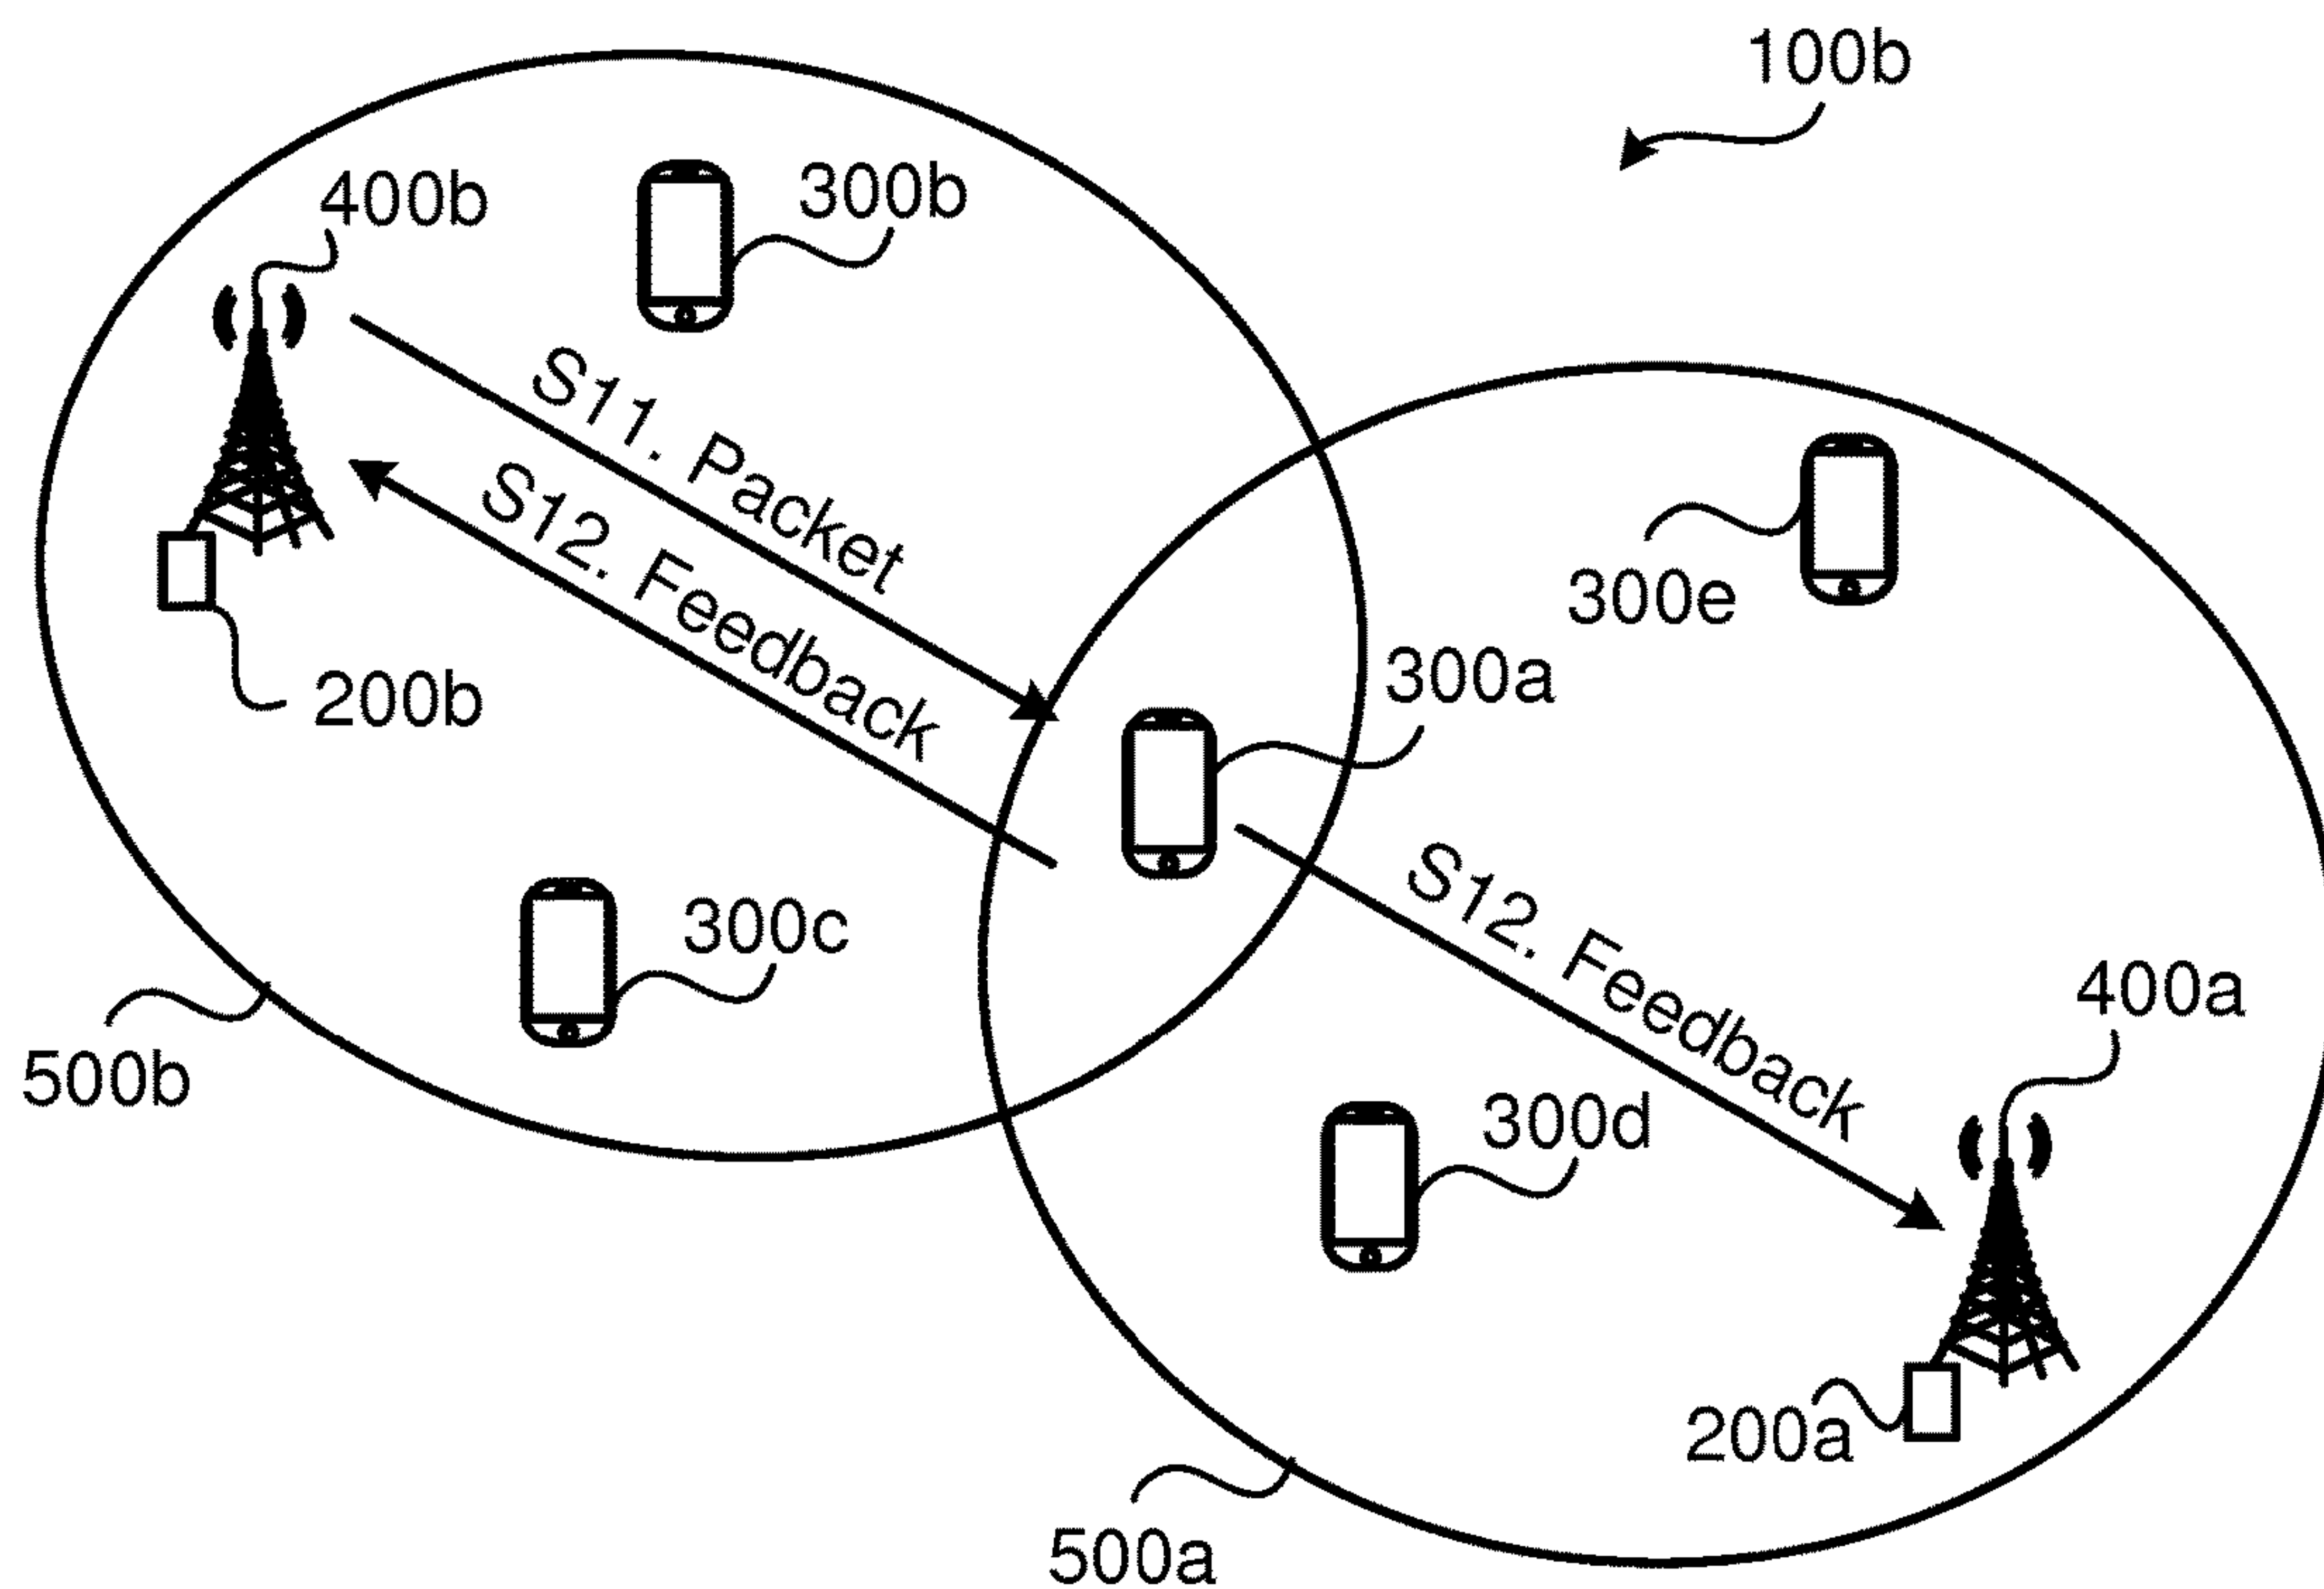 100b
400b
300b
S11. Packet
S12. Feedback
300e
300a
200b
300c
S12. Feedback
400a
500b
300d
200a
500a